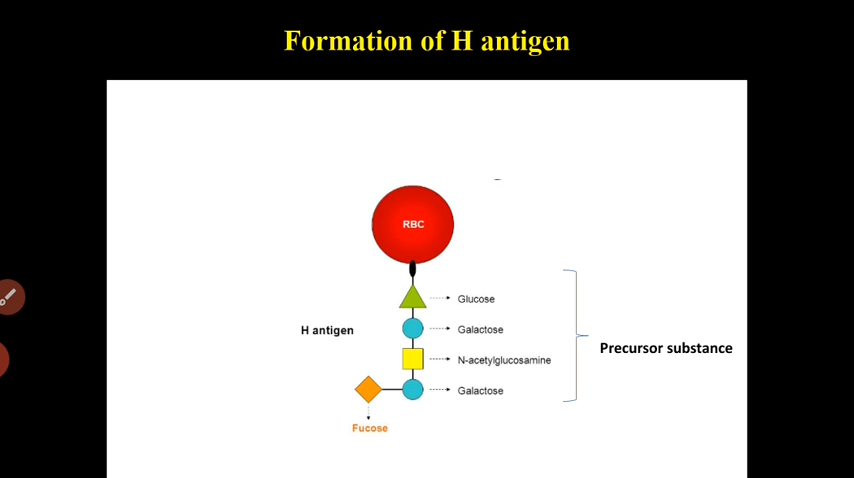 Formation of H antigen
RBC
Glucose
H antigen
Galactose
Precursor substance
N-acetylglucosamine
Galactose
Fucose